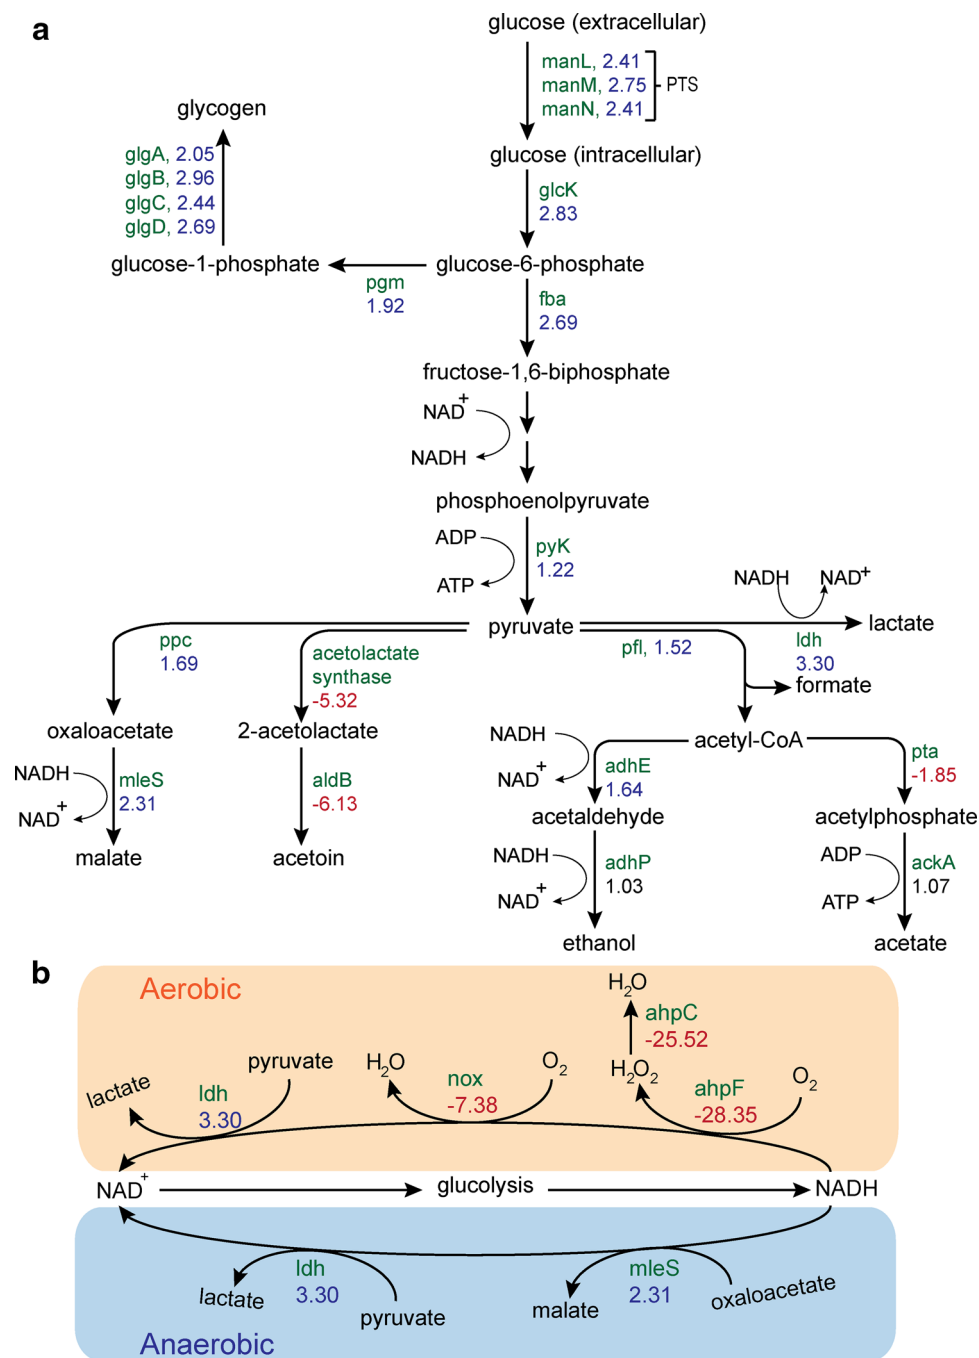 a
glucose (extracellular)
manL, 2.41
manM, 2.75
manN, 2.41
PTS
glycogen
glgA, 2.05
glgB, 2.96
glgC, 2.44
glgD, 2.69
glucose (intracellular)
glcK
2.83
glucose-1-phosphate
glucose-6-phosphate
pgm
1.92
fba
2.69
fructose-1,6-biphosphate
NAD+
NADH
phosphoenolpyruvate
ADP
ATP
pyK
1.22
NADH
NAD+
pyruvate
lactate
ppc
1.69
acetolactate
synthase
-5.32
pfl, 1.52
ldh
3.30
formate
oxaloacetate
2-acetolactate
acetyl-CoA
NADH
NAD+
mleS
2.31
aldB
-6.13
NADH
NAD+
adhE
1.64
pta
-1.85
malate
acetoin
acetaldehyde
acetylphosphate
NADH
NAD+
adhP
1.03
ADP
ATP
ackA
1.07
ethanol
acetate
b
Aerobic
H2O
ahpC
-25.52
lactate
ldh
3.30
pyruvate
H2O
nox
-7.38
O2
H2O2
ahpF
-28.35
O2
NAD+
glucolysis
NADH
lactate
ldh
3.30
pyruvate
malate
mleS
2.31
oxaloacetate
Anaerobic